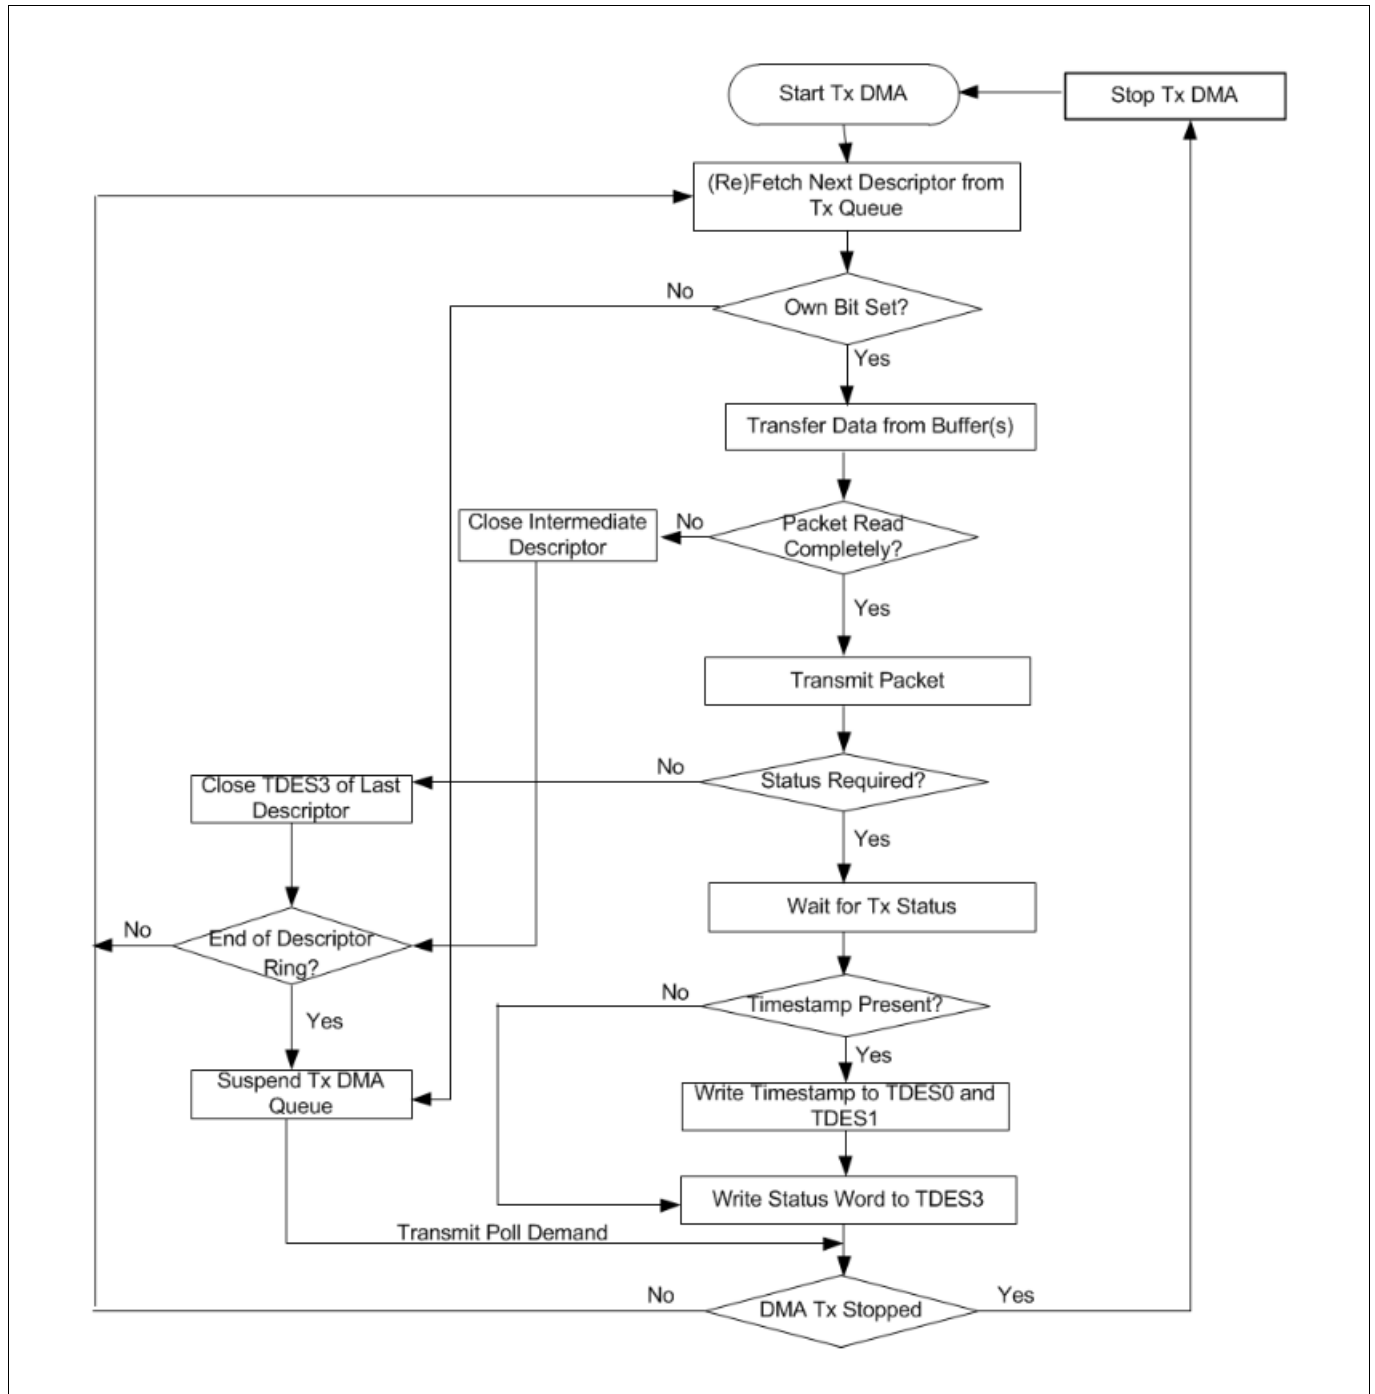 Start Tx DMA
Stop Tx DMA
(Re)Fetch Next Descriptor from
Tx Queue
No
Own Bit Set?
Yes
Transfer Data from Buffer(s)
Close Intermediate
Descriptor
No
Packet Read
Completely?
Yes
Transmit Packet
No
Status Required?
Close TDES3 of Last
Descriptor
Yes
Wait for Tx Status
No
End of Descriptor
Ring?
No
Timestamp Present?
Yes
Yes
Suspend Tx DMA
Queue
Write Timestamp to TDES0 and
TDES1
Write Status Word to TDES3
Transmit Poll Demand
No
DMA Tx Stopped
Yes